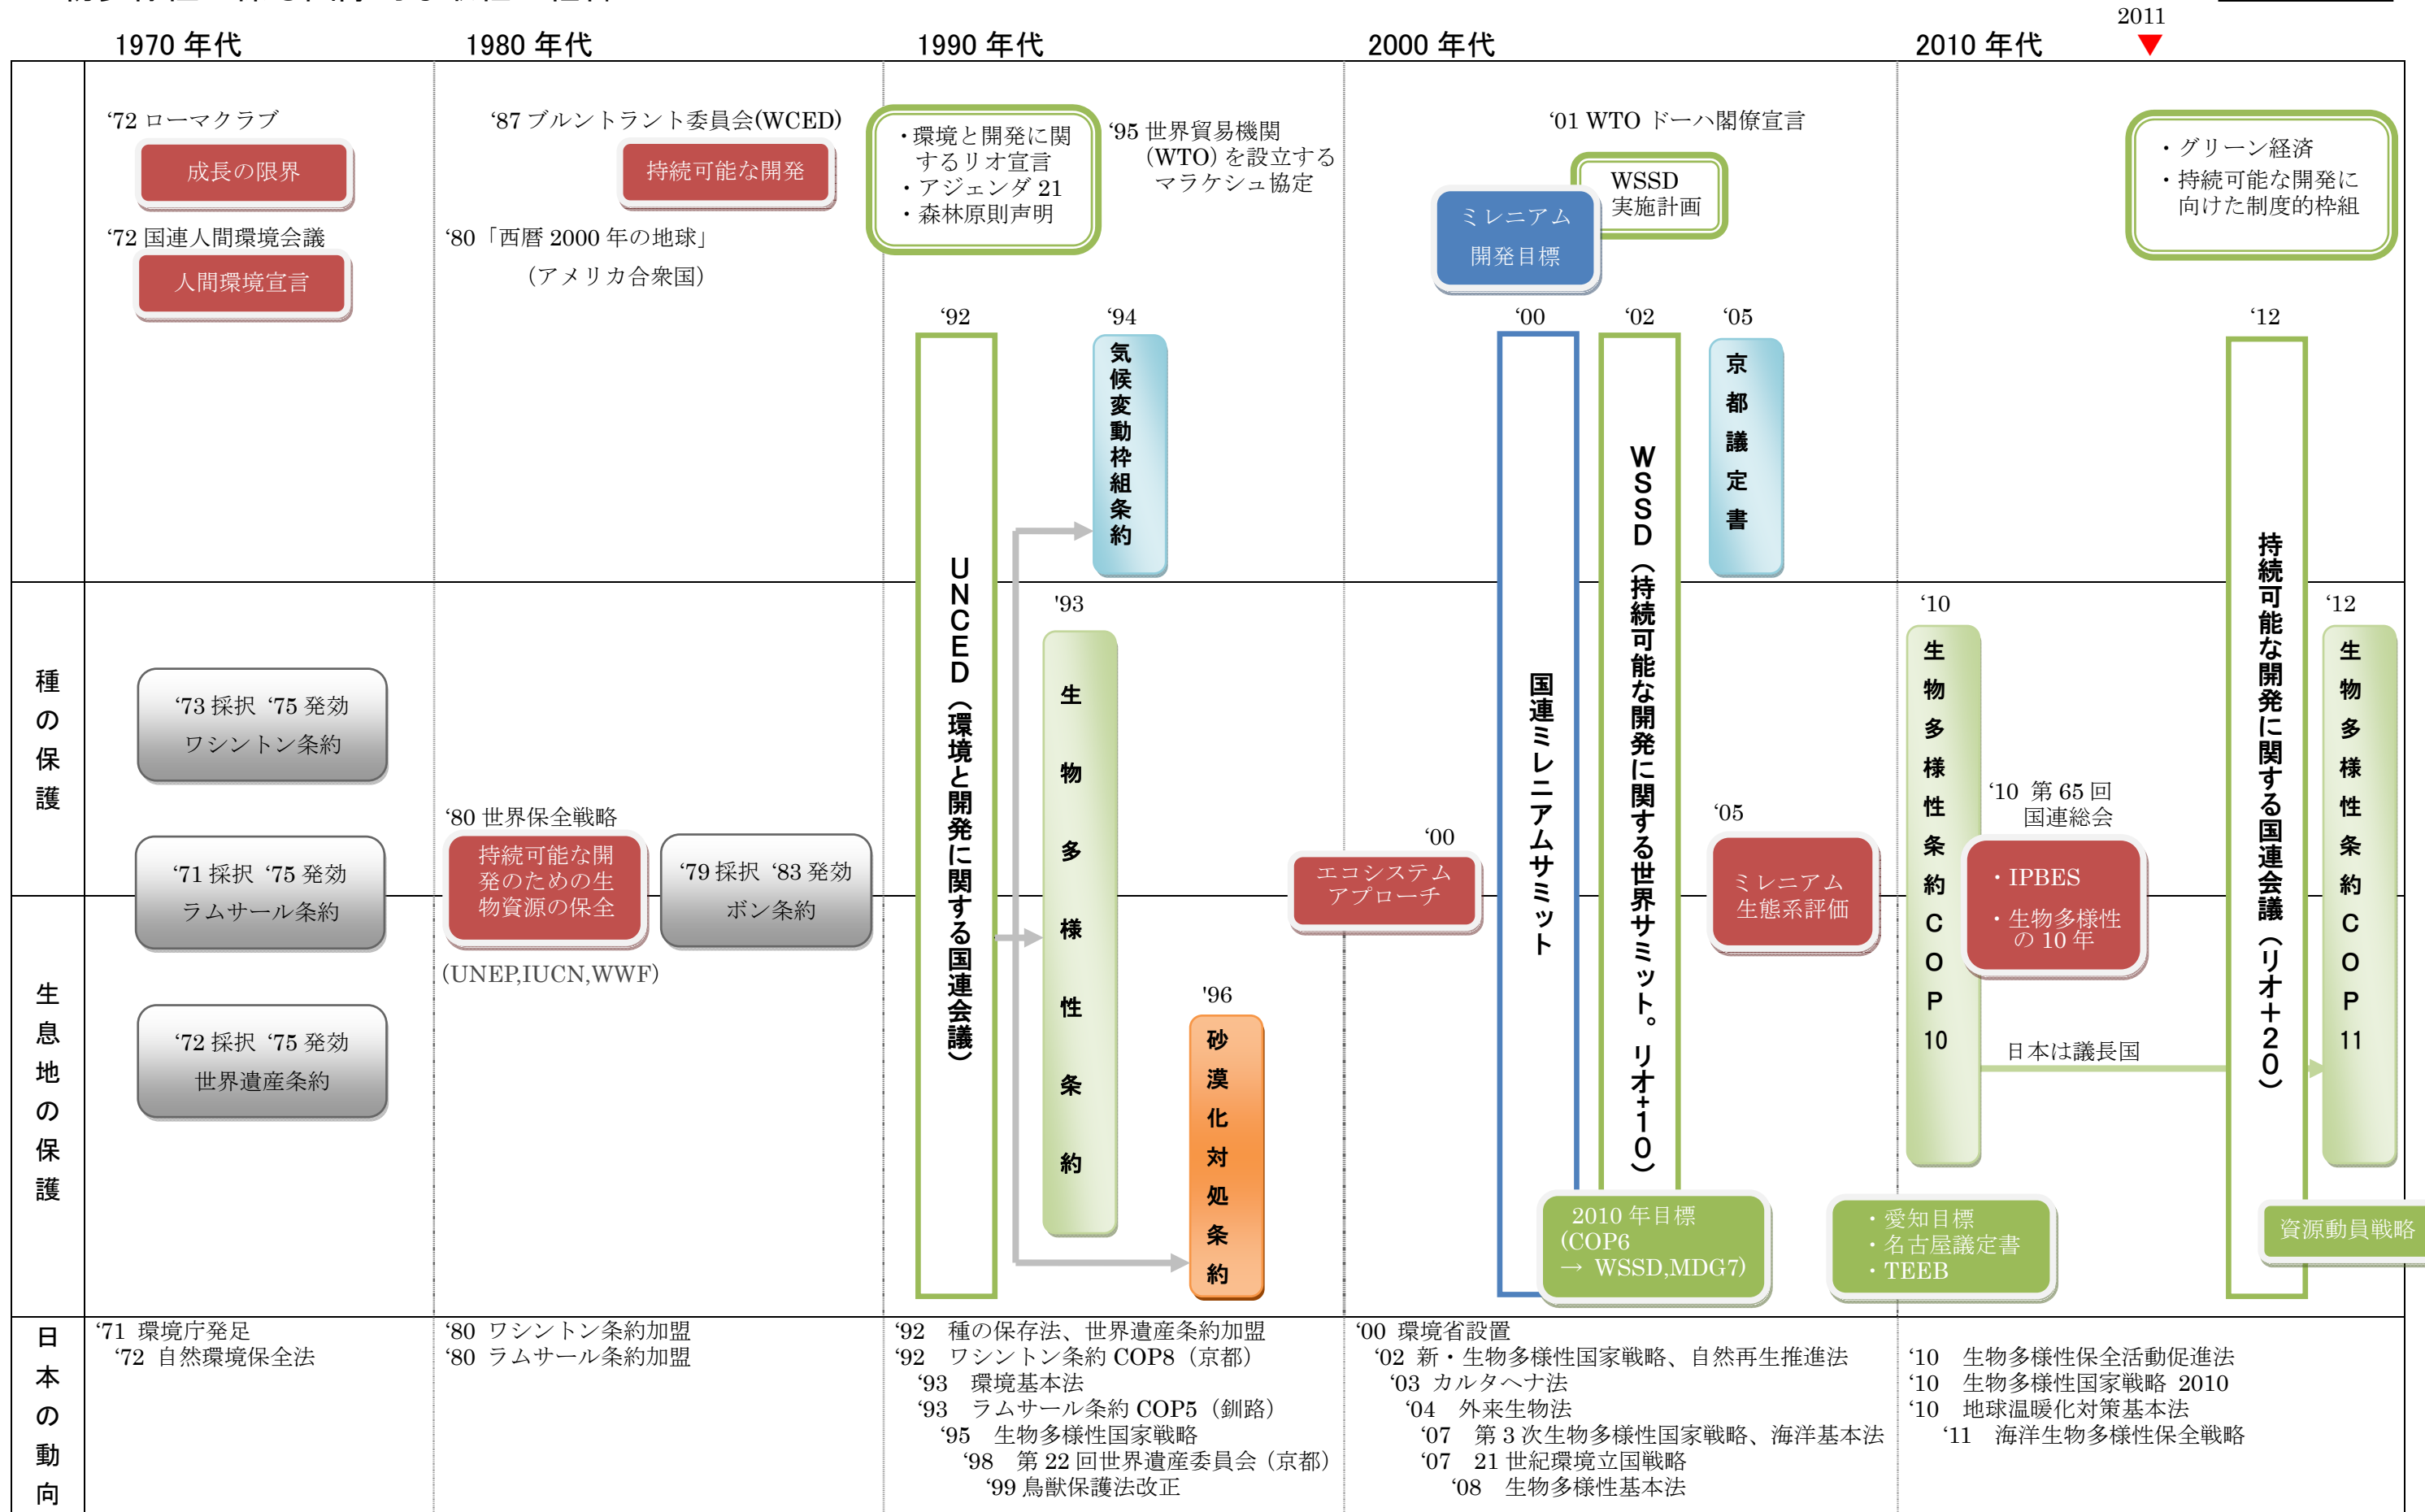 2011
1970 年代
1980 年代
1990 年代
2000 年代
2010 年代
‘72 ローマクラブ
成長の限界
‘72 国連人間環境会議
人間環境宣言
‘87 ブルントラント委員会(WCED)
持続可能な開発
‘80「西暦 2000 年の地球」
（アメリカ合衆国）
・環境と開発に関
するリオ宣言
・アジェンダ 21
・森林原則声明
‘95 世界貿易機関
（WTO）を設立する
マラケシュ協定
‘01 WTO ドーハ閣僚宣言
WSSD
実施計画
ミレニアム
開発目標
・グリーン経済
・持続可能な開発に
向けた制度的枠組
‘92
UNCED（環境と開発に関する国連会議）
‘94
気候変動枠組条約
‘00
国連ミレニアムサミット
‘02
WSSD（持続可能な開発に関する世界サミット。リオ+10）
‘05
京都議定書
‘12
持続可能な開発に関する国連会議（リオ＋20）
種の保護
生息地の保護
‘73 採択 ‘75 発効
ワシントン条約
‘71 採択 ‘75 発効
ラムサール条約
‘72 採択 ‘75 発効
世界遺産条約
‘80 世界保全戦略
持続可能な開
発のための生
物資源の保全
(UNEP,IUCN,WWF)
‘79 採択 ‘83 発効
ボン条約
'93
生物多様性条約
'96
砂漠化対処条約
‘00
エコシステム
アプローチ
‘05
ミレニアム
生態系評価
‘10
生物多様性条約COP10
‘10 第 65 回
国連総会
・IPBES
・生物多様性
の 10 年
日本は議長国
‘12
生物多様性条約COP11
2010 年目標
(COP6
→ WSSD,MDG7)
・愛知目標
・名古屋議定書
・TEEB
資源動員戦略
日本の動向
‘71 環境庁発足
‘72 自然環境保全法
‘80 ワシントン条約加盟
‘80 ラムサール条約加盟
‘92 種の保存法、世界遺産条約加盟
‘92 ワシントン条約 COP8（京都）
‘93 環境基本法
‘93 ラムサール条約 COP5（釧路）
‘95 生物多様性国家戦略
‘98 第 22 回世界遺産委員会（京都）
‘99 鳥獣保護法改正
‘00 環境省設置
‘02 新・生物多様性国家戦略、自然再生推進法
‘03 カルタヘナ法
‘04 外来生物法
‘07 第 3 次生物多様性国家戦略、海洋基本法
‘07 21 世紀環境立国戦略
‘08 生物多様性基本法
‘10 生物多様性保全活動促進法
‘10 生物多様性国家戦略 2010
‘10 地球温暖化対策基本法
‘11 海洋生物多様性保全戦略